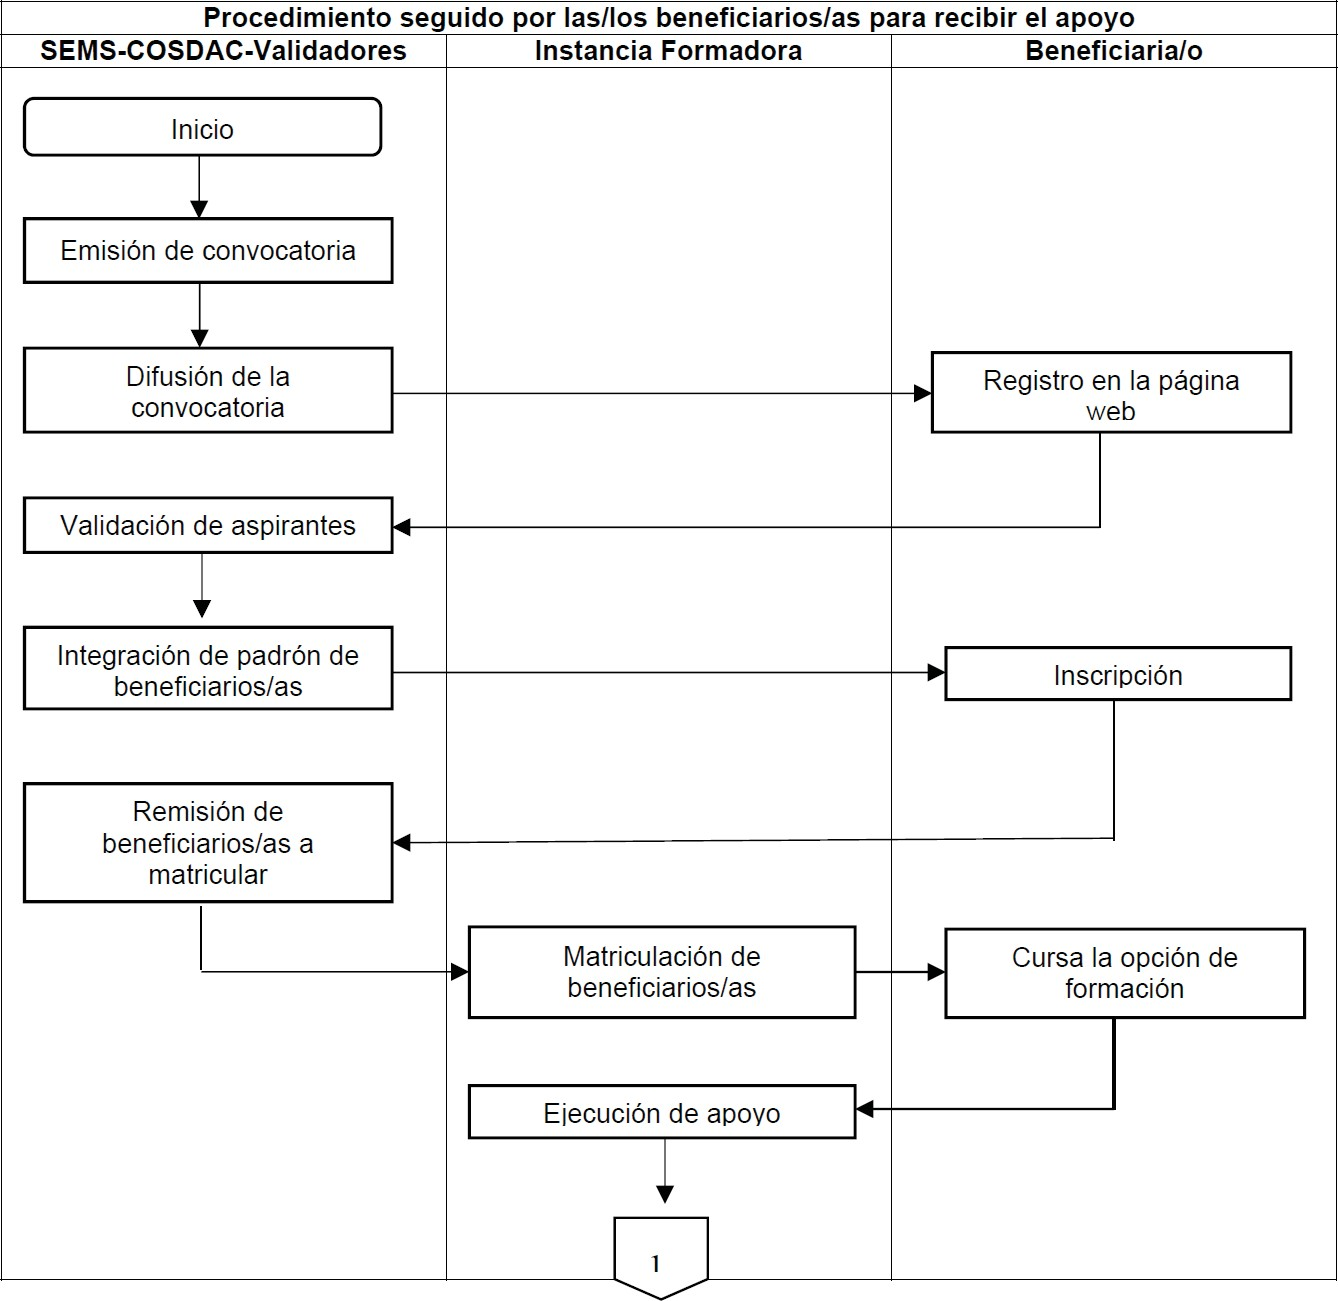 Procedimiento seguido por las/los beneficiarios/as para recibir el apoyo
SEMS-COSDAC-Validadores
Instancia Formadora
Beneficiaria/o
Inicio
Emisión de convocatoria
Difusión de la
convocatoria
Registro en la página
web
Validación de aspirantes
Integración de padrón de
beneficiarios/as
Inscripción
Remisión de
beneficiarios/as a
matricular
Matriculación de
beneficiarios/as
Cursa la opción de
formación
Ejecución de apoyo
1